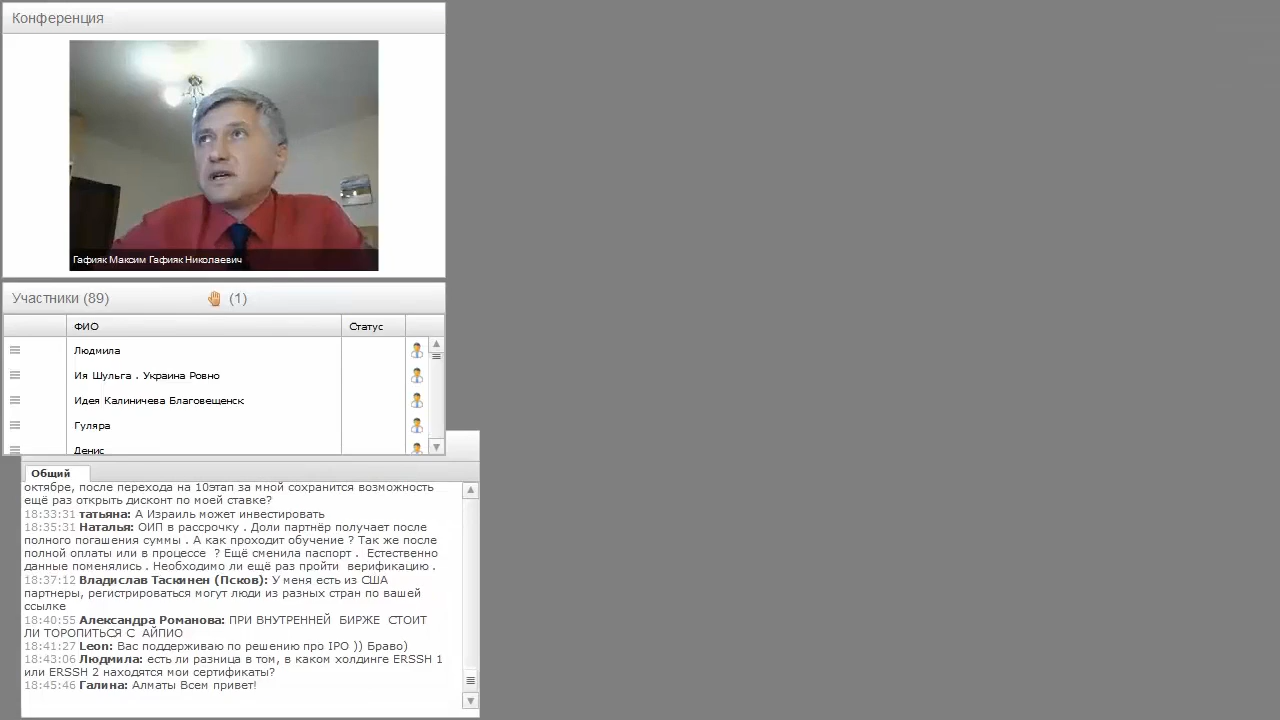 Конференция
Гафияк Максим Гафияк Николаевич
Участники (89) (1)
ФИО Статус
Людмила
Ия Шульга . Украина Ровно
Идея Калиничева Благовещенск
Гуляра
Денис
Общий
октябре, после перехода на 10этап за мной сохранится возможность
ещё раз открыть дисконт по моей ставке?
18:33:31 татьяна: А Израиль может инвестировать
18:35:31 Наталья: ОИП в рассрочку . Доли партнёр получает после
полного погашения суммы . А как проходит обучение ? Так же после
полной оплаты или в процессе ? Ещё сменила паспорт . Естественно
данные поменялись . Необходимо ли ещё раз пройти верификацию .
18:37:12 Владислав Таскинен (Псков): У меня есть из США
партнеры, регистрироваться могут люди из разных стран по вашей
ссылке
18:40:55 Александра Романова: ПРИ ВНУТРЕННЕЙ БИРЖЕ СТОИТ
ЛИ ТОРОПИТЬСЯ С АЙПИО
18:41:27 Leon: Вас поддерживаю по решению про IPO )) Браво)
18:43:06 Людмила: есть ли разница в том, в каком холдинге ERSSH 1
или ERSSH 2 находятся мои сертификаты?
18:45:46 Галина: Алматы Всем привет!